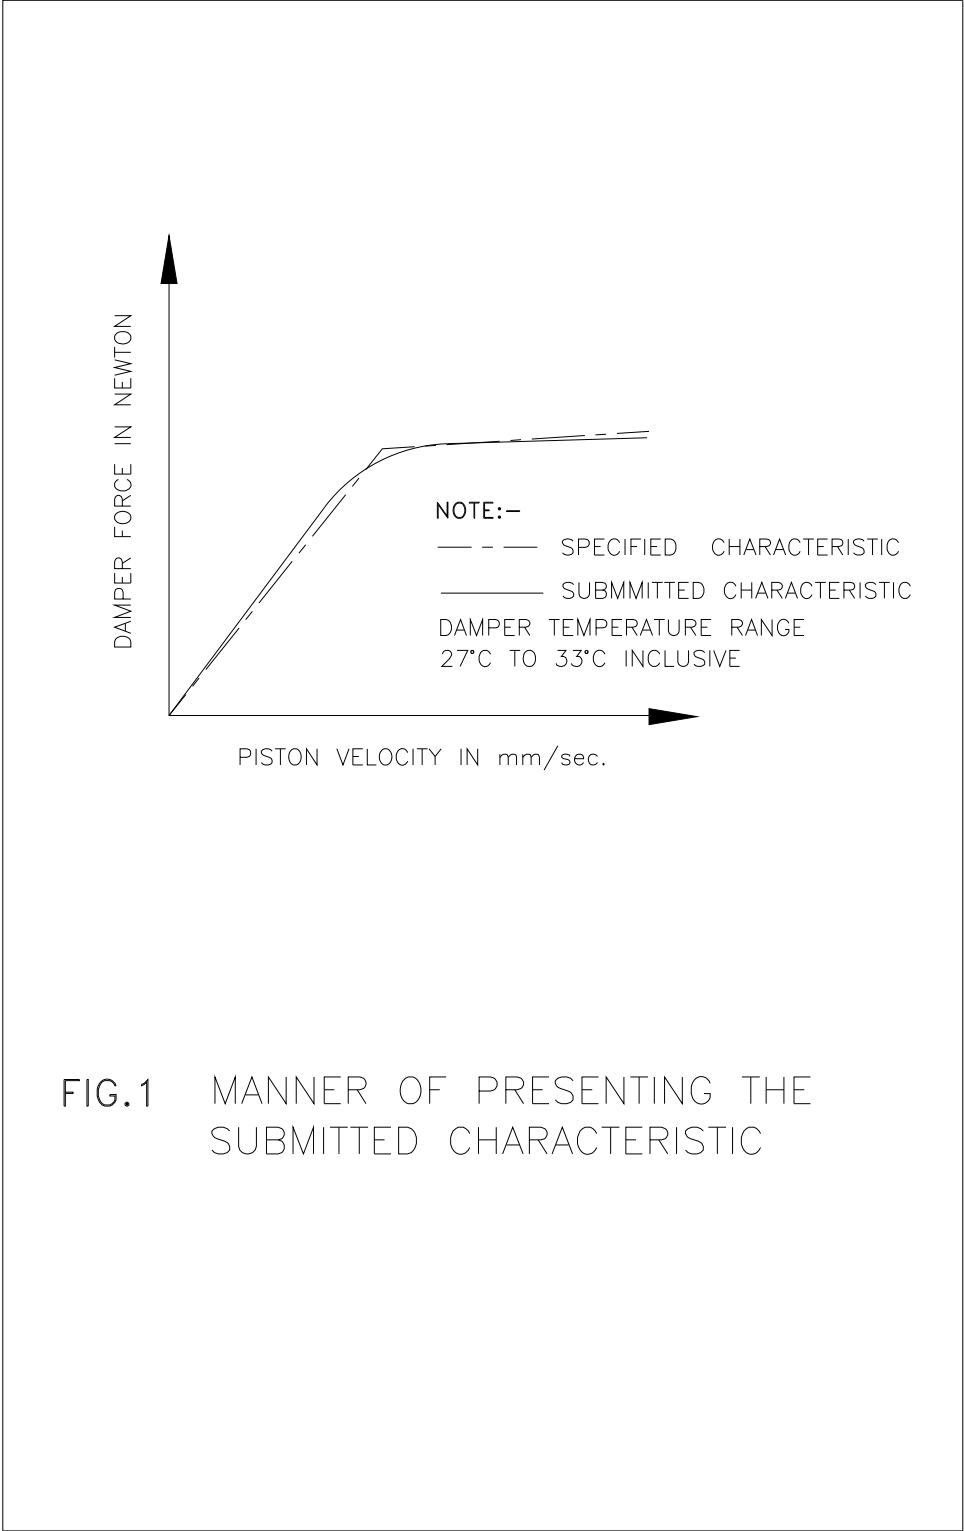 DAMPER FORCE IN NEWTON
NOTE:-
SPECIFIED CHARACTERISTIC
SUBMMITTED CHARACTERISTIC
DAMPER TEMPERATURE RANGE
27°C TO 33°C INCLUSIVE
PISTON VELOCITY IN mm/sec.
FIG.1 MANNER OF PRESENTING THE
SUBMITTED CHARACTERISTIC